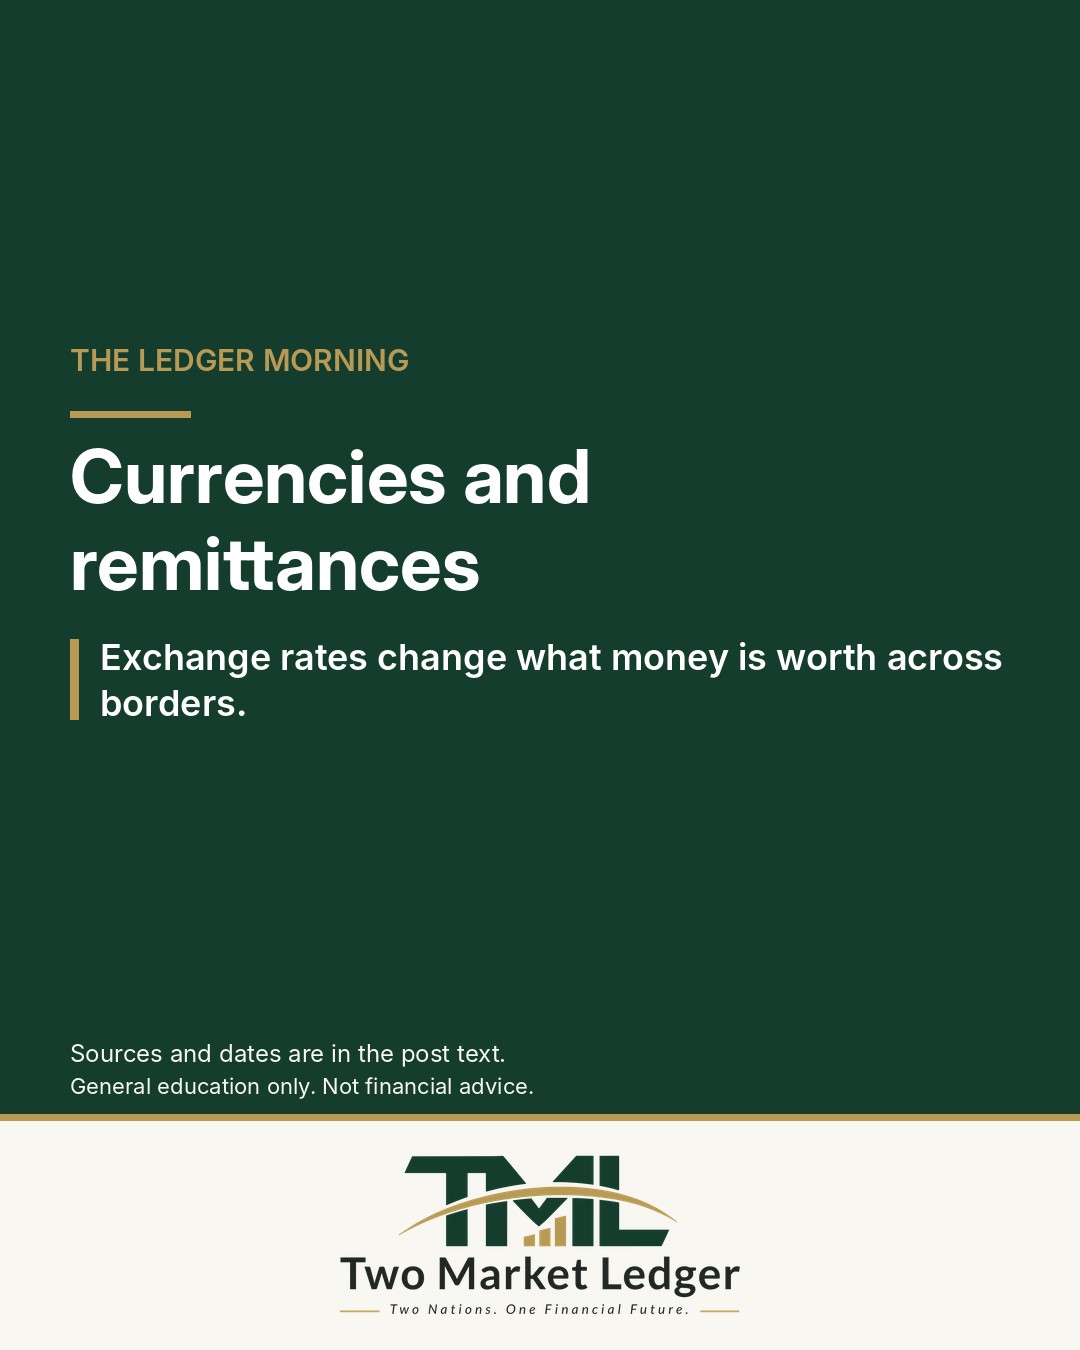 THE LEDGER MORNING
Currencies and
remittances
Exchange rates change what money is worth across
borders.
Sources and dates are in the post text.
General education only. Not financial advice.
TML
Two Market Ledger
Two Nations. One Financial Future.